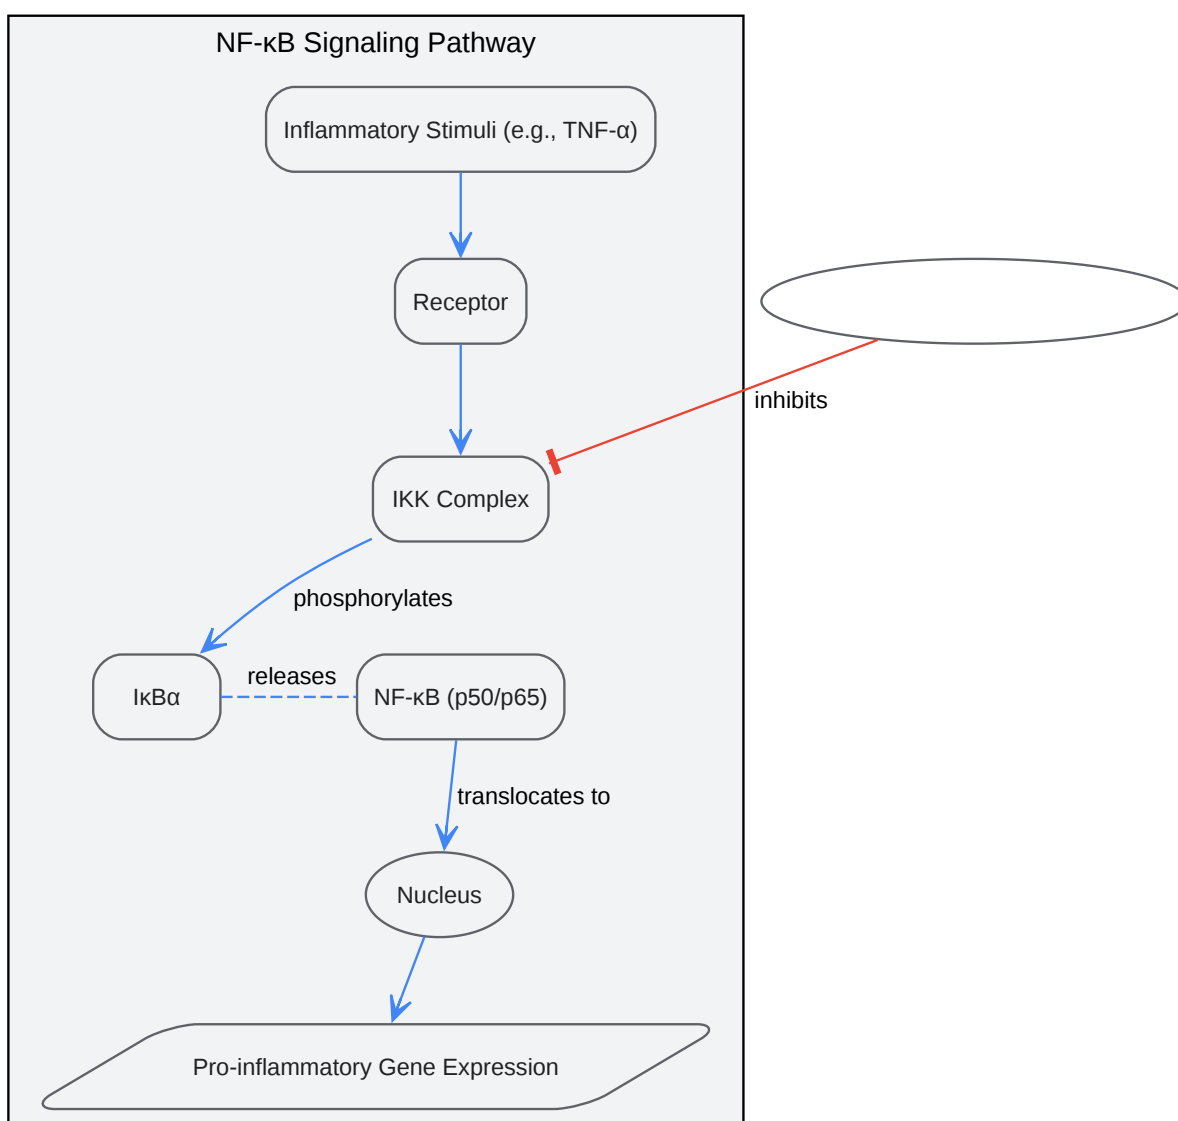 NF-κB Signaling Pathway
Inflammatory Stimuli (e.g., TNF-α)
Receptor
inhibits
IKK Complex
phosphorylates
releases
IκBα
NF-κB (p50/p65)
translocates to
Nucleus
Pro-inflammatory Gene Expression